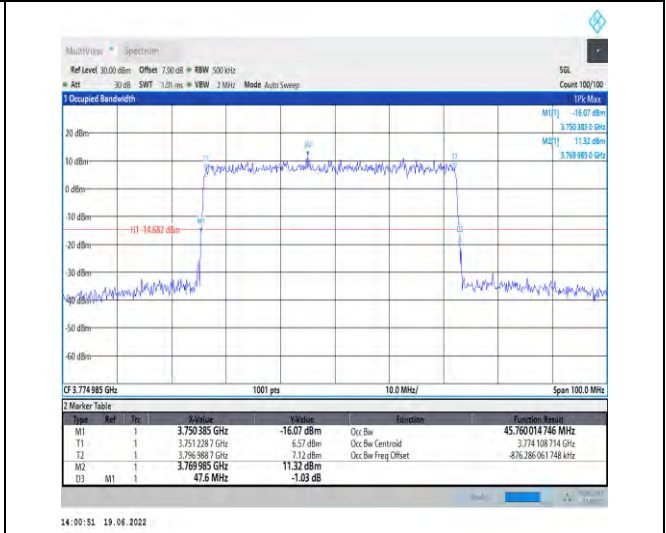 MultiView Spectrum
Ref Level 30.00 dBm Offset 7.50 dB RBW 500 kHz SGL
Att 30 dB SWT 1.01 ms VBW 2 MHz Mode Auto Sweep Count 100/100
1 Occupied Bandwidth 1Pk Max
M1[1] -16.07 dBm
3.750 385 0 GHz
20 dBm M2[1] 11.32 dBm
3.769 985 0 GHz
M2
10 dBm T1 T2
0 dBm
-10 dBm
M1
H1 -14.682 dBm D3
-20 dBm
-30 dBm
-40 dBm
-50 dBm
-60 dBm
CF 3.774 985 GHz 1001 pts 10.0 MHz/ Span 100.0 MHz
2 Marker Table
Type Ref Trc X-Value Y-Value Function Function Result
M1 1 3.750 385 GHz -16.07 dBm Occ Bw 45.760 014 746 MHz
T1 1 3.751 228 7 GHz 6.57 dBm Occ Bw Centroid 3.774 108 714 GHz
T2 1 3.796 988 7 GHz 7.12 dBm Occ Bw Freq Offset -876.286 061 748 kHz
M2 1 3.769 985 GHz 11.32 dBm
D3 M1 1 47.6 MHz -1.03 dB
14:00:51 19.06.2022